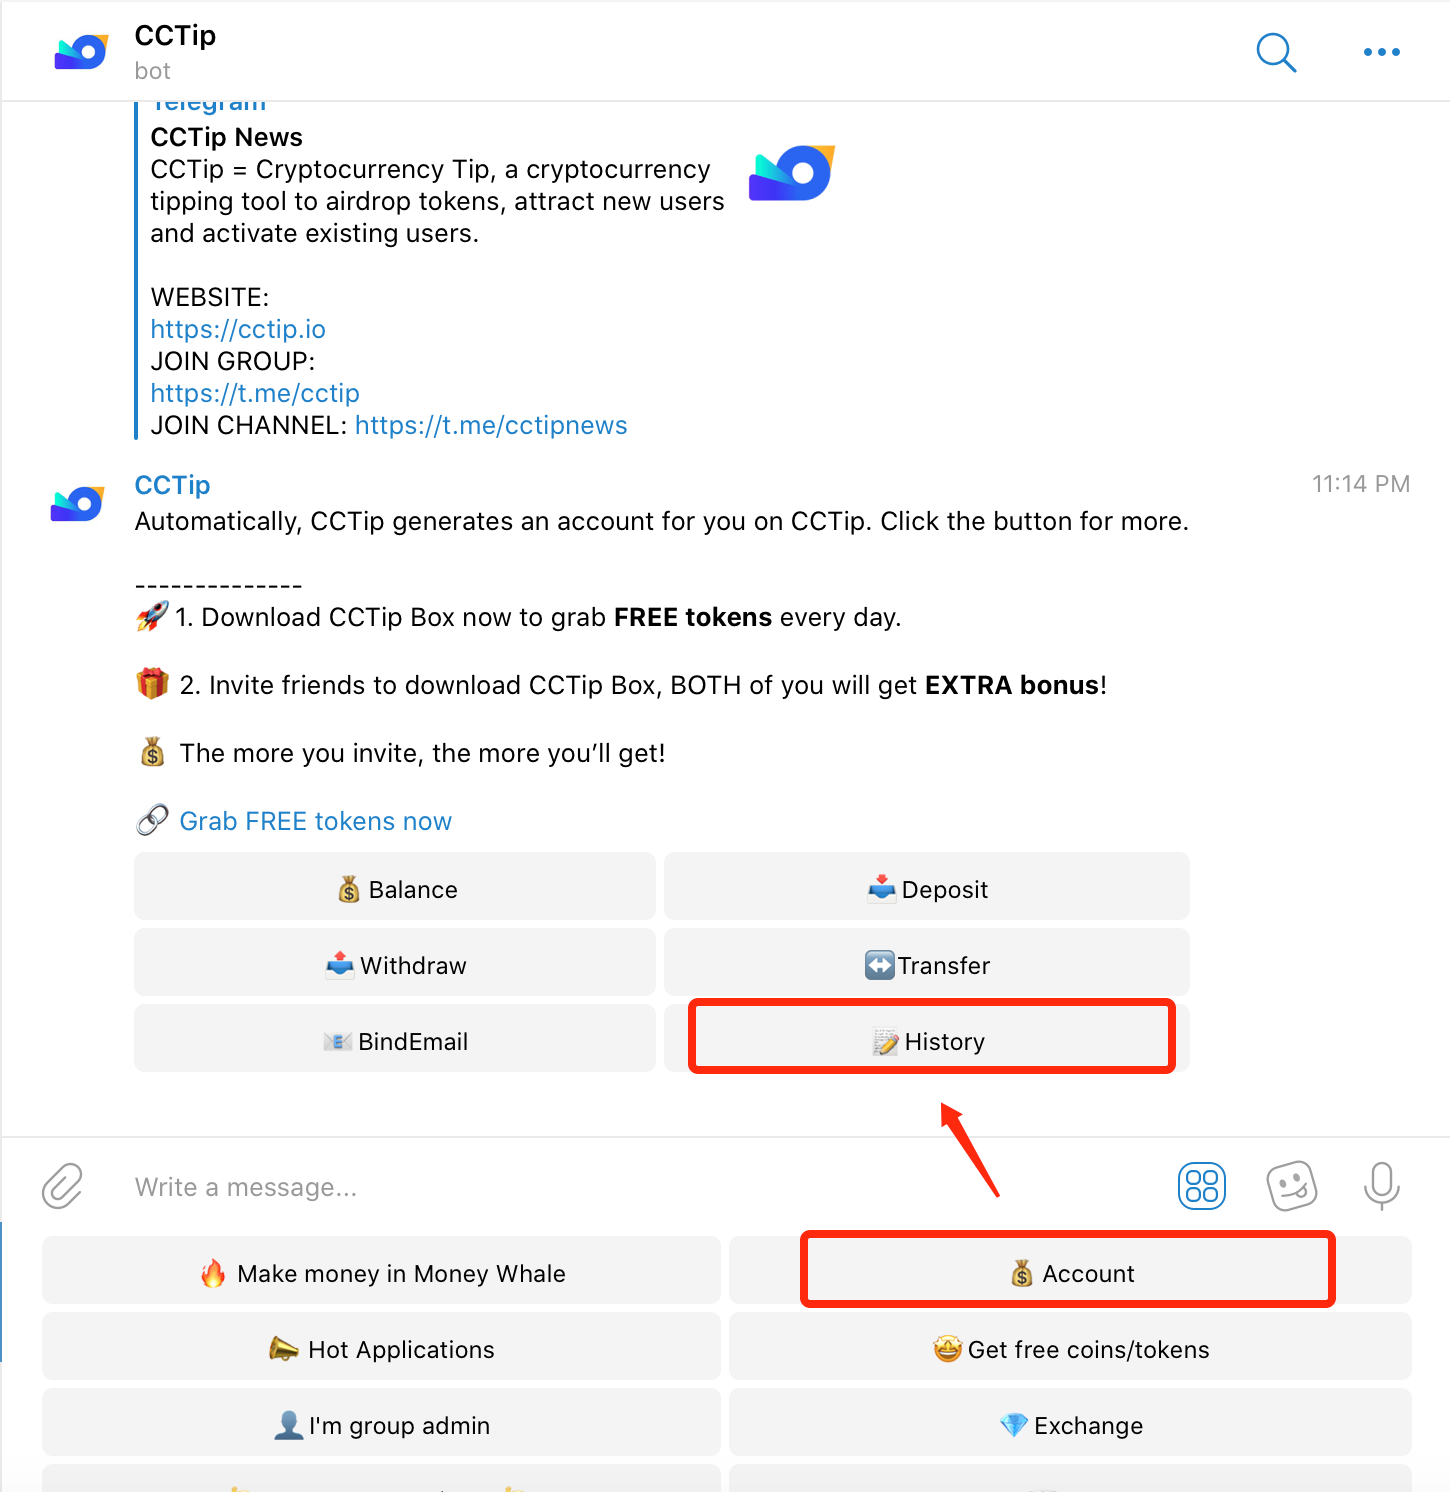 CCTip
bot
Telegram
CCTip News
CCTip = Cryptocurrency Tip, a cryptocurrency
tipping tool to airdrop tokens, attract new users
and activate existing users.
WEBSITE:
https://cctip.io
JOIN GROUP:
https://t.me/cctip
JOIN CHANNEL: https://t.me/cctipnews
CCTip
11:14 PM
Automatically, CCTip generates an account for you on CCTip. Click the button for more.
--------------
🚀 1. Download CCTip Box now to grab FREE tokens every day.
🎁 2. Invite friends to download CCTip Box, BOTH of you will get EXTRA bonus!
💰 The more you invite, the more you’ll get!
🔗 Grab FREE tokens now
💰 Balance
📥 Deposit
📤 Withdraw
↔️ Transfer
📧 BindEmail
📝 History
Write a message...
🔥 Make money in Money Whale
💰 Account
📣 Hot Applications
🤩 Get free coins/tokens
👤 I'm group admin
💎 Exchange